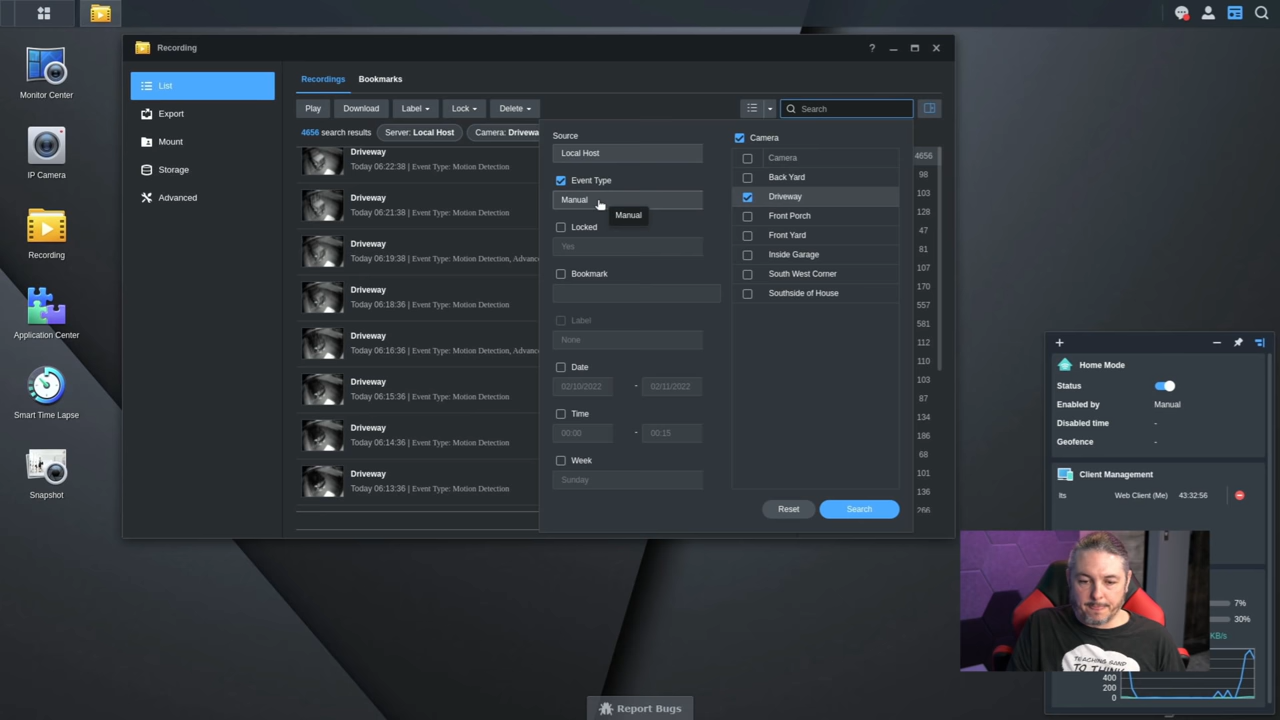 Recording
Monitor Center
IP Camera
Recording
Application Center
Smart Time Lapse
Snapshot
List
Export
Mount
Storage
Advanced
Recordings
Bookmarks
Play
Download
Label
Lock
Delete
Search
4656 search results
Server: Local Host
Camera: Drivewa
Driveway
Today 06:22:38 | Event Type: Motion Detection
Driveway
Today 06:21:38 | Event Type: Motion Detection
Driveway
Today 06:19:38 | Event Type: Motion Detection, Advanc
Driveway
Today 06:18:36 | Event Type: Motion Detection
Driveway
Today 06:16:36 | Event Type: Motion Detection, Advanc
Driveway
Today 06:15:36 | Event Type: Motion Detection
Driveway
Today 06:14:36 | Event Type: Motion Detection
Driveway
Today 06:13:36 | Event Type: Motion Detection
Source
Local Host
Event Type
Manual
Manual
Locked
Yes
Bookmark
Label
None
Date
02/10/2022 - 02/11/2022
Time
00:00 - 00:15
Week
Sunday
Camera
Camera
Back Yard
Driveway
Front Porch
Front Yard
Inside Garage
South West Corner
Southside of House
Reset
Search
4656
98
103
128
47
81
107
170
557
581
112
110
103
87
134
186
68
101
136
266
Home Mode
Status
Enabled by Manual
Disabled time -
Geofence -
Client Management
lts Web Client (Me) 43:32:56
7%
30%
KB/s
400
200
0
TEACHING SAND
TO THINK
Report Bugs